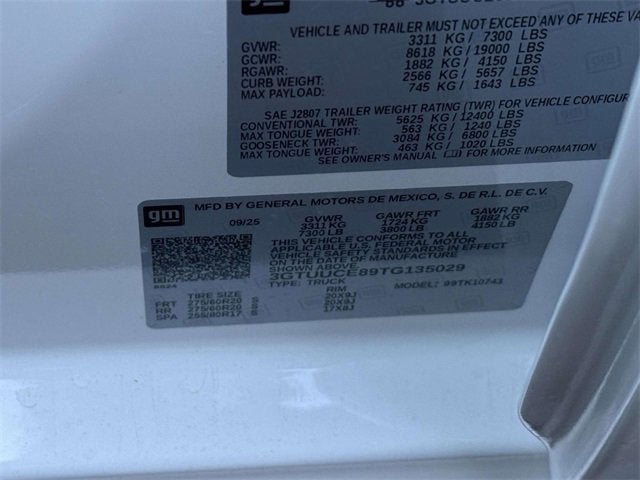 gm
VEHICLE AND TRAILER MUST NOT EXCEED ANY OF THESE VA
GVWR: 3311 KG / 7300 LBS
GCWR: 8618 KG / 19000 LBS
RGAWR: 1882 KG / 4150 LBS
CURB WEIGHT: 2566 KG / 5657 LBS
MAX PAYLOAD: 745 KG / 1643 LBS
SAE J2807 TRAILER WEIGHT RATING (TWR) FOR VEHICLE CONFIGUR
CONVENTIONAL TWR: 5625 KG / 12400 LBS
MAX TONGUE WEIGHT: 563 KG / 1240 LBS
GOOSENECK TWR: 3084 KG / 6800 LBS
MAX TONGUE WEIGHT: 463 KG / 1020 LBS
SEE OWNER'S MANUAL FOR MORE INFORMATION
gm
MFD BY GENERAL MOTORS DE MEXICO, S. DE R.L. DE C.V.
09/25 GVWR GAWR FRT GAWR RR
3311 KG 1724 KG 1882 KG
7300 LB 3800 LB 4150 LB
THIS VEHICLE CONFORMS TO ALL
APPLICABLE U.S. FEDERAL MOTOR
VEHICLE SAFETY STANDARDS IN EFFECT
SHOWN ABOVE
3GTUUCE89TG135029
TYPE: TRUCK MODEL: 99TK10743
TIRE SIZE RIM
FRT 275/60R20 S 20X9J
RR 275/60R20 S 20X9J
SPA 255/80R17 S 17X8J